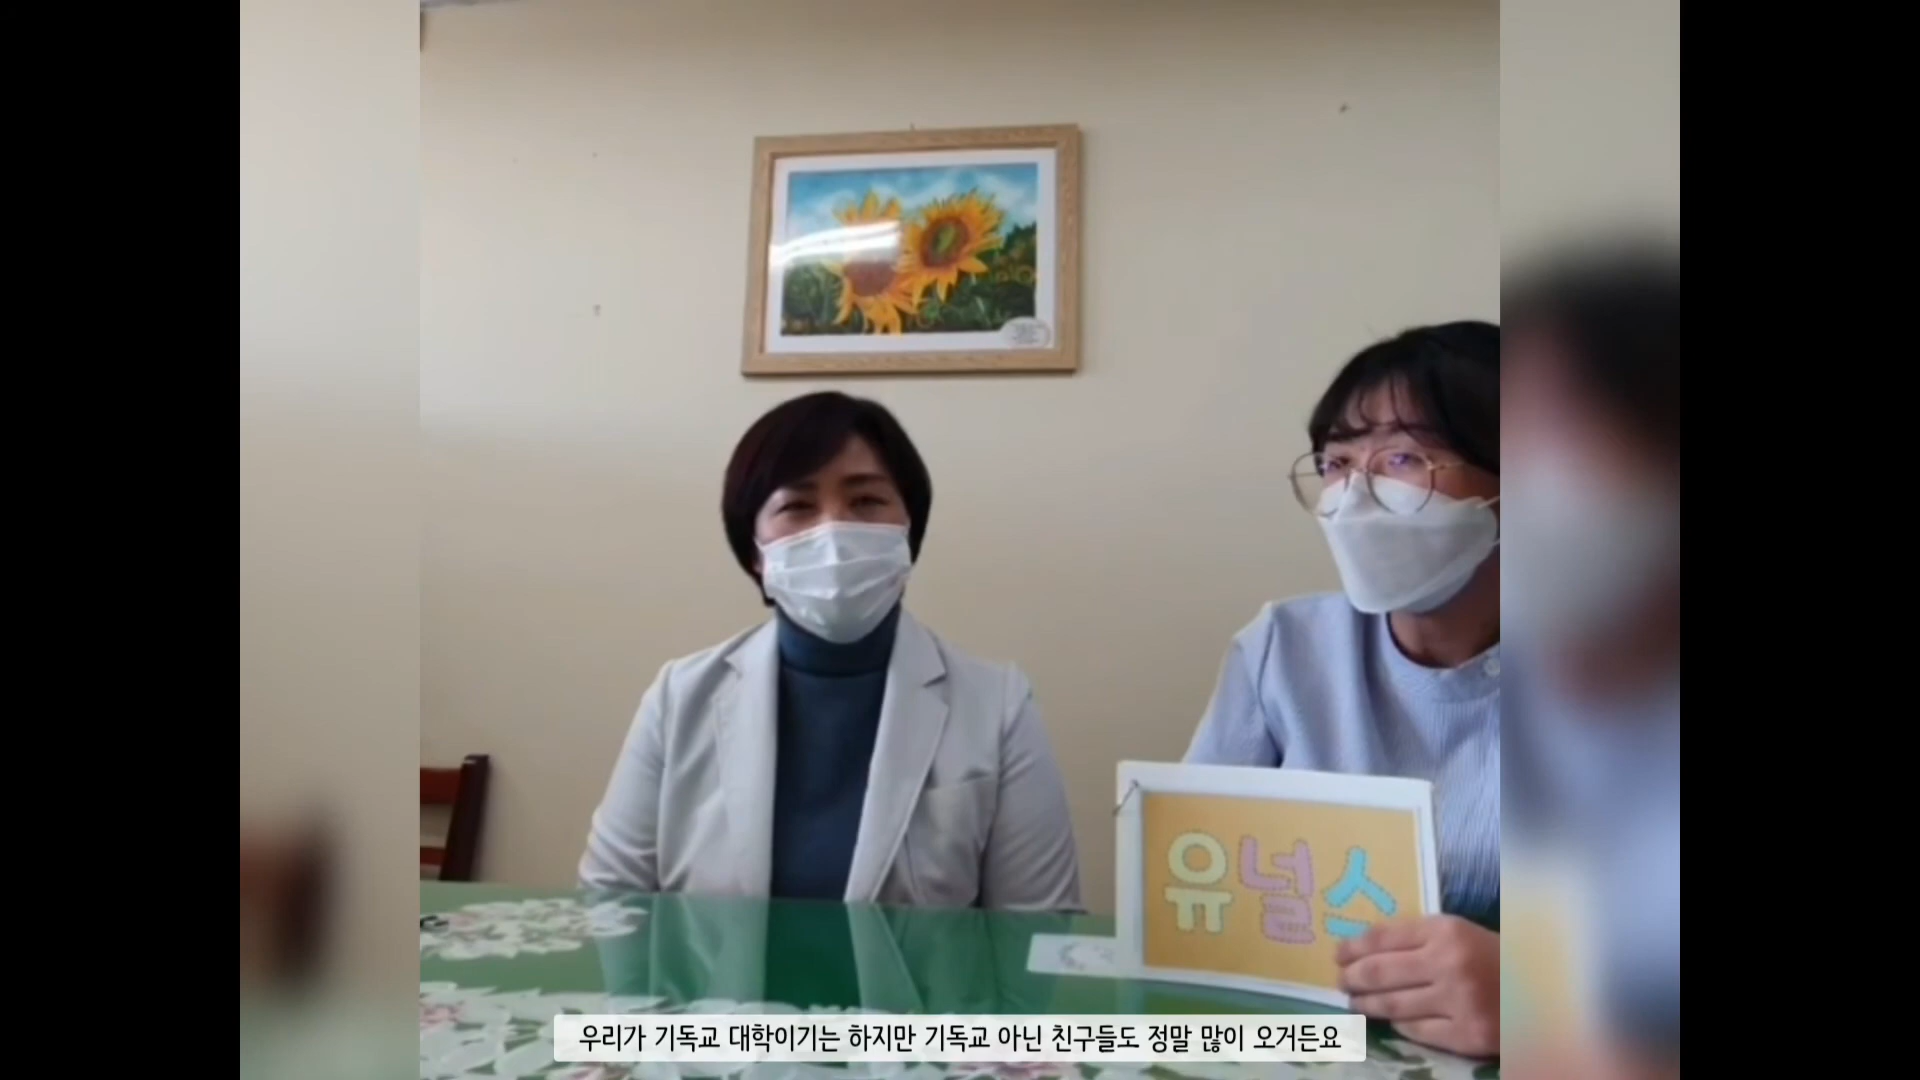 유널스
우리가 기독교 대학이기는 하지만 기독교 아닌 친구들도 정말 많이 오거든요